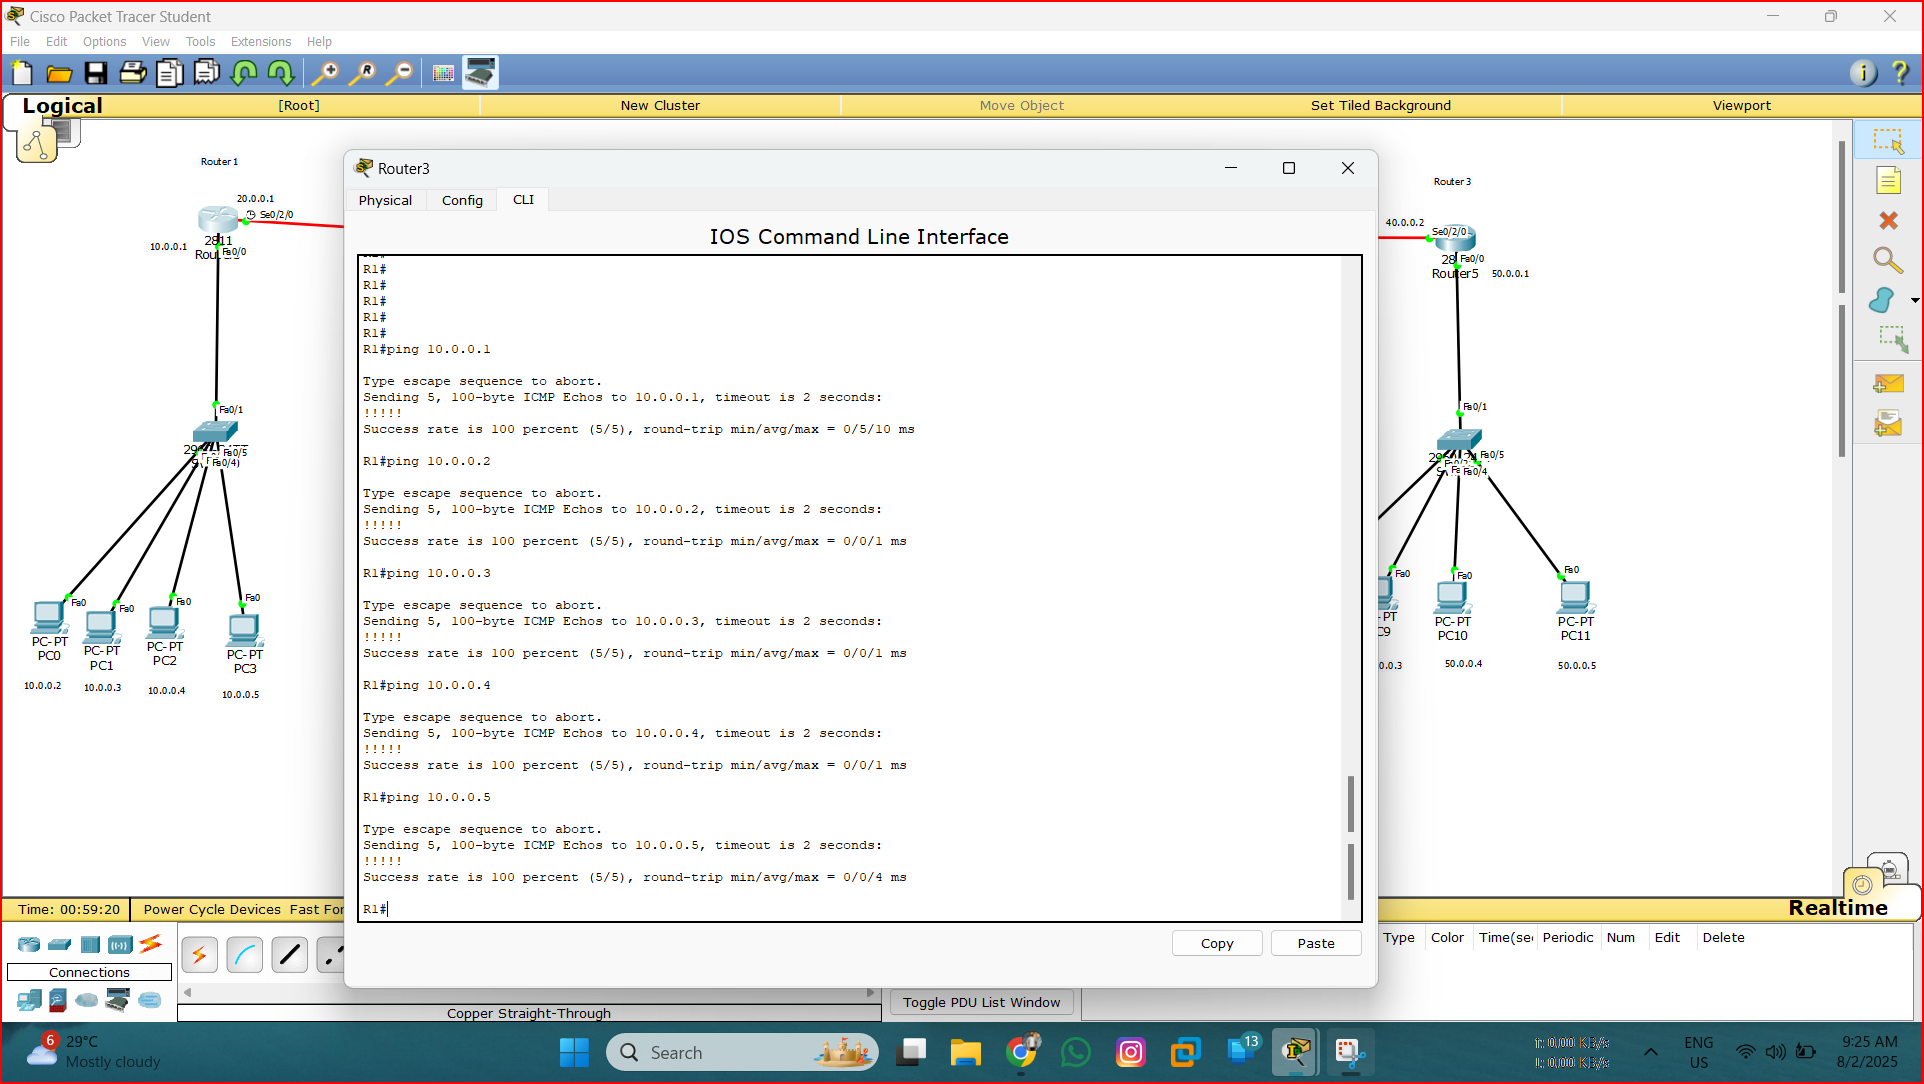 Cisco Packet Tracer Student
File Edit Options View Tools Extensions Help
Logical [Root] New Cluster Move Object Set Tiled Background Viewport
Router 1
20.0.0.1
Se0/2/0
10.0.0.1
2811
Fa0/0
Fa0/1
Fa0/5
Fa0/4)
Fa0
Fa0
Fa0
Fa0
PC-PT
PC0
PC-PT
PC1
PC-PT
PC2
PC-PT
PC3
10.0.0.2
10.0.0.3
10.0.0.4
10.0.0.5
Router3
Physical Config CLI
IOS Command Line Interface
R1#
R1#
R1#
R1#
R1#
R1#ping 10.0.0.1
Type escape sequence to abort.
Sending 5, 100-byte ICMP Echos to 10.0.0.1, timeout is 2 seconds:
!!!!!
Success rate is 100 percent (5/5), round-trip min/avg/max = 0/5/10 ms
R1#ping 10.0.0.2
Type escape sequence to abort.
Sending 5, 100-byte ICMP Echos to 10.0.0.2, timeout is 2 seconds:
!!!!!
Success rate is 100 percent (5/5), round-trip min/avg/max = 0/0/1 ms
R1#ping 10.0.0.3
Type escape sequence to abort.
Sending 5, 100-byte ICMP Echos to 10.0.0.3, timeout is 2 seconds:
!!!!!
Success rate is 100 percent (5/5), round-trip min/avg/max = 0/0/1 ms
R1#ping 10.0.0.4
Type escape sequence to abort.
Sending 5, 100-byte ICMP Echos to 10.0.0.4, timeout is 2 seconds:
!!!!!
Success rate is 100 percent (5/5), round-trip min/avg/max = 0/0/1 ms
R1#ping 10.0.0.5
Type escape sequence to abort.
Sending 5, 100-byte ICMP Echos to 10.0.0.5, timeout is 2 seconds:
!!!!!
Success rate is 100 percent (5/5), round-trip min/avg/max = 0/0/4 ms
R1#
Copy Paste
Router 3
40.0.0.2
Se0/2/0
28
Fa0/0
Router5
50.0.0.1
Fa0/1
Fa0/5
Fa0/4
Fa0
Fa0
Fa0
PC-PT
PC10
PC-PT
PC11
50.0.0.4
50.0.0.5
Time: 00:59:20 Power Cycle Devices Fast For
Realtime
Connections
Copper Straight-Through
Toggle PDU List Window
Type Color Time(sec Periodic Num Edit Delete
6
29°C
Mostly cloudy
Search
13
ENG
US
9:25 AM
8/2/2025